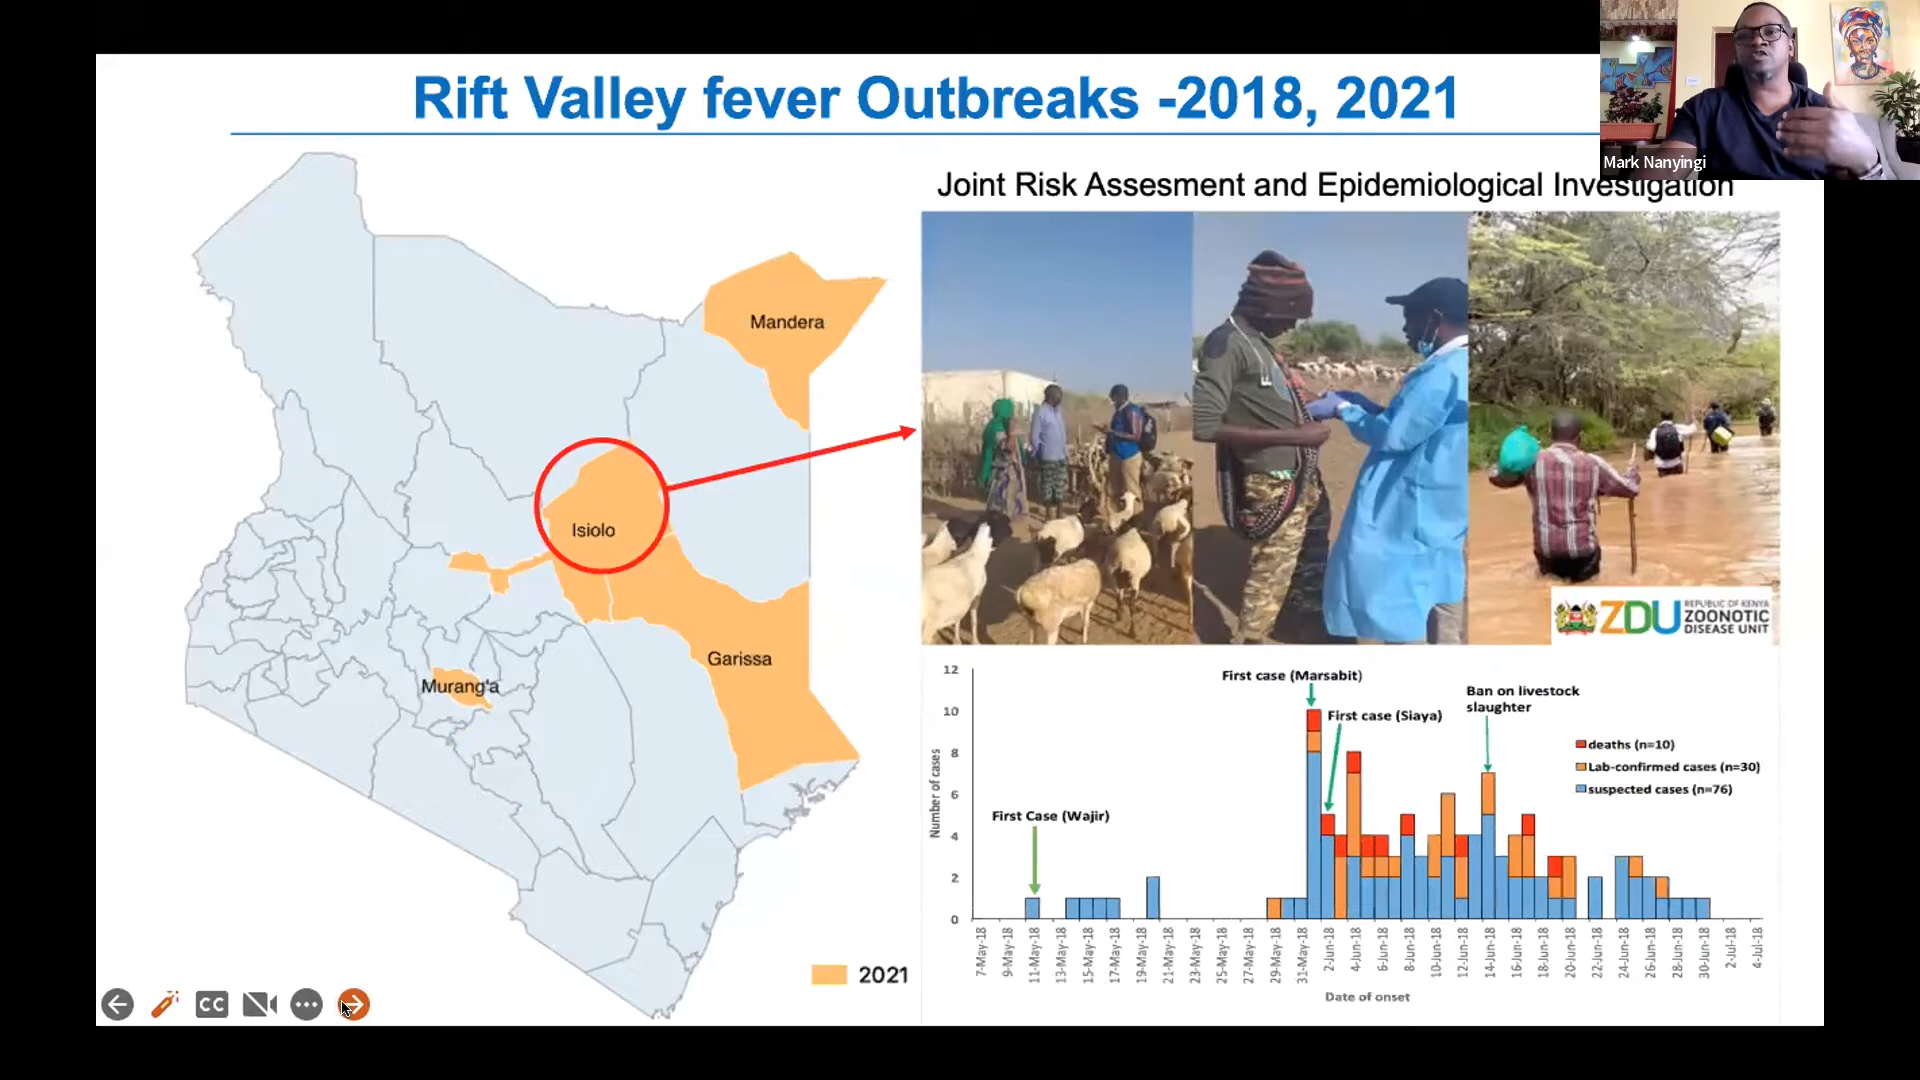 Rift Valley fever Outbreaks -2018, 2021
Mark Nanyingi
Joint Risk Assesment and Epidemiological Investigation
Mandera
Isiolo
Garissa
Murang'a
2021
CC
ZDU
REPUBLIC OF KENYA
ZOONOTIC
DISEASE UNIT
First case (Marsabit)
First case (Siaya)
Ban on livestock
slaughter
First Case (Wajir)
deaths (n=10)
Lab-confirmed cases (n=30)
suspected cases (n=76)
Number of cases
12
10
8
6
4
2
0
7-May-18
9-May-18
11-May-18
13-May-18
15-May-18
17-May-18
19-May-18
21-May-18
23-May-18
25-May-18
27-May-18
29-May-18
31-May-18
2-Jun-18
4-Jun-18
6-Jun-18
8-Jun-18
10-Jun-18
12-Jun-18
14-Jun-18
16-Jun-18
18-Jun-18
20-Jun-18
22-Jun-18
24-Jun-18
26-Jun-18
28-Jun-18
30-Jun-18
2-Jul-18
4-Jul-18
Date of onset